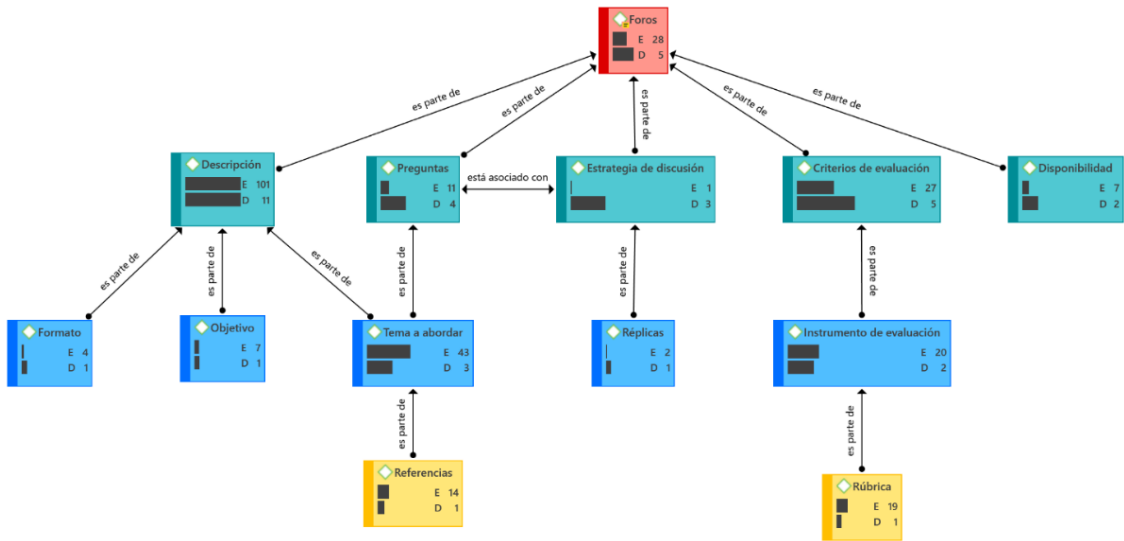 Foros
E 28
D 5
es parte de
es parte de
es parte de
es parte de
es parte de
Descripción
E 101
D 11
Preguntas
E 11
D 4
está asociado con
Estrategia de discusión
E 1
D 3
Criterios de evaluación
E 27
D 5
Disponibilidad
E 7
D 2
es parte de
es parte de
es parte de
es parte de
es parte de
es parte de
Formato
E 4
D 1
Objetivo
E 7
D 1
Tema a abordar
E 43
D 3
Réplicas
E 2
D 1
Instrumento de evaluación
E 20
D 2
es parte de
es parte de
Referencias
E 14
D 1
Rúbrica
E 19
D 1